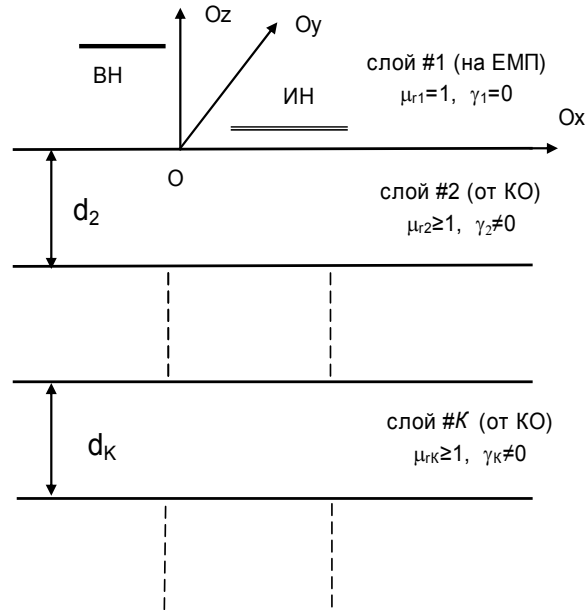 Oz
Oy
ВН
слой #1 (на ЕМП)
μr1=1, γ1=0
ИН
Ox
O
d2
слой #2 (от КО)
μr2≥1, γ2≠0
dK
слой #K (от КО)
μrK≥1, γK≠0